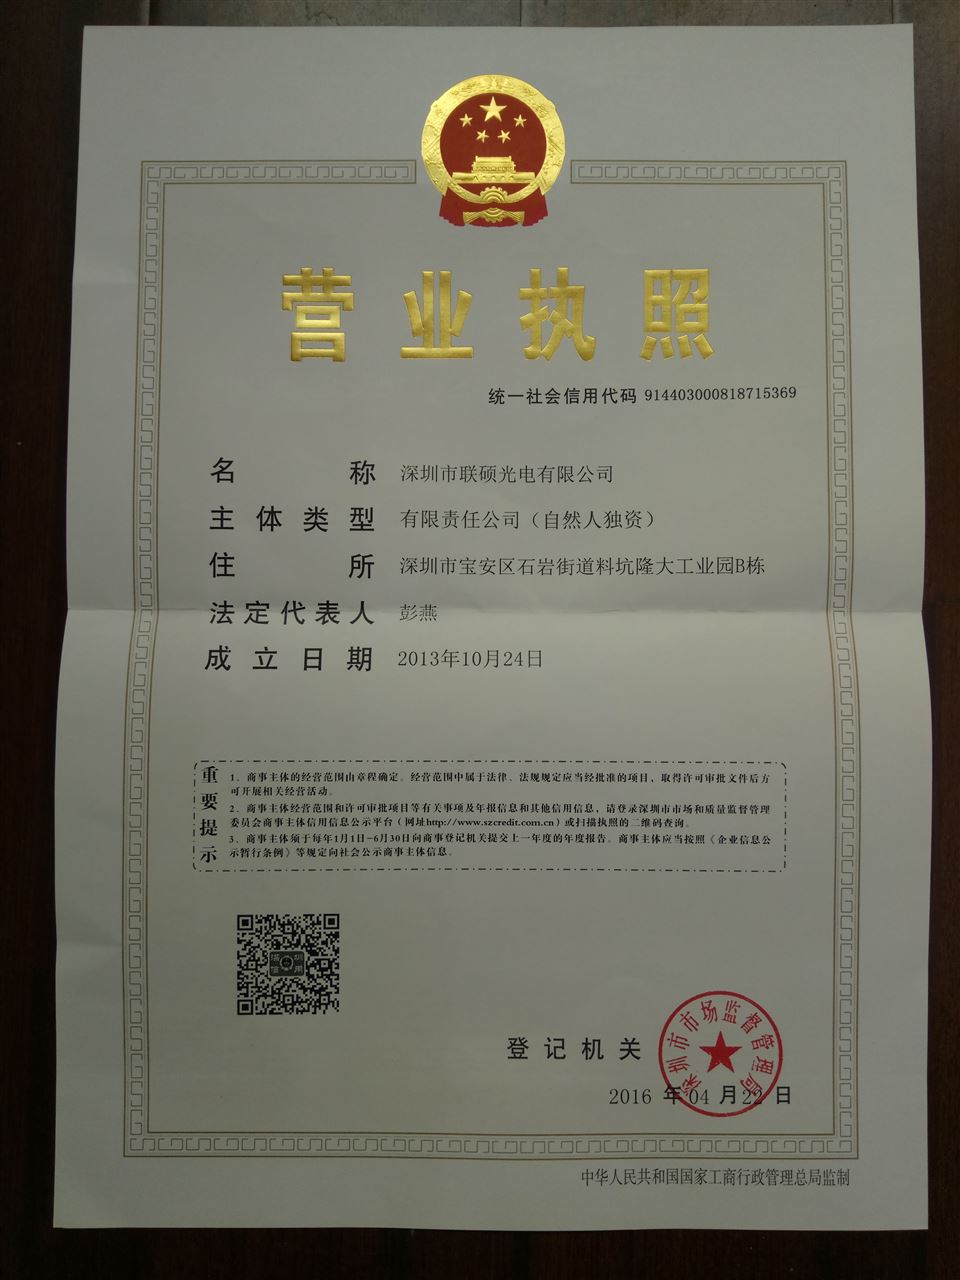 营业执照
统一社会信用代码 914403000818715369
名称 深圳市联硕光电有限公司
主体类型 有限责任公司（自然人独资）
住所 深圳市宝安区石岩街道料坑隆大工业园B栋
法定代表人 彭燕
成立日期 2013年10月24日
重要提示
1．商事主体的经营范围由章程确定。经营范围中属于法律、法规规定应当经批准的项目，取得许可审批文件后方
可开展相关经营活动。
2．商事主体经营范围和许可审批项目等有关事项及年报信息和其他信用信息，请登录深圳市市场和质量监督管理
委员会商事主体信用信息公示平台（网址http://www.szcredit.com.cn）或扫描执照的二维码查询。
3．商事主体须于每年1月1日-6月30日向商事登记机关提交上一年度的年度报告。商事主体应当按照《企业信息公
示暂行条例》等规定向社会公示商事主体信息。
深圳
信用
登记机关
深圳市市场监督管理局
2016 年 04 月 22 日
中华人民共和国国家工商行政管理总局监制